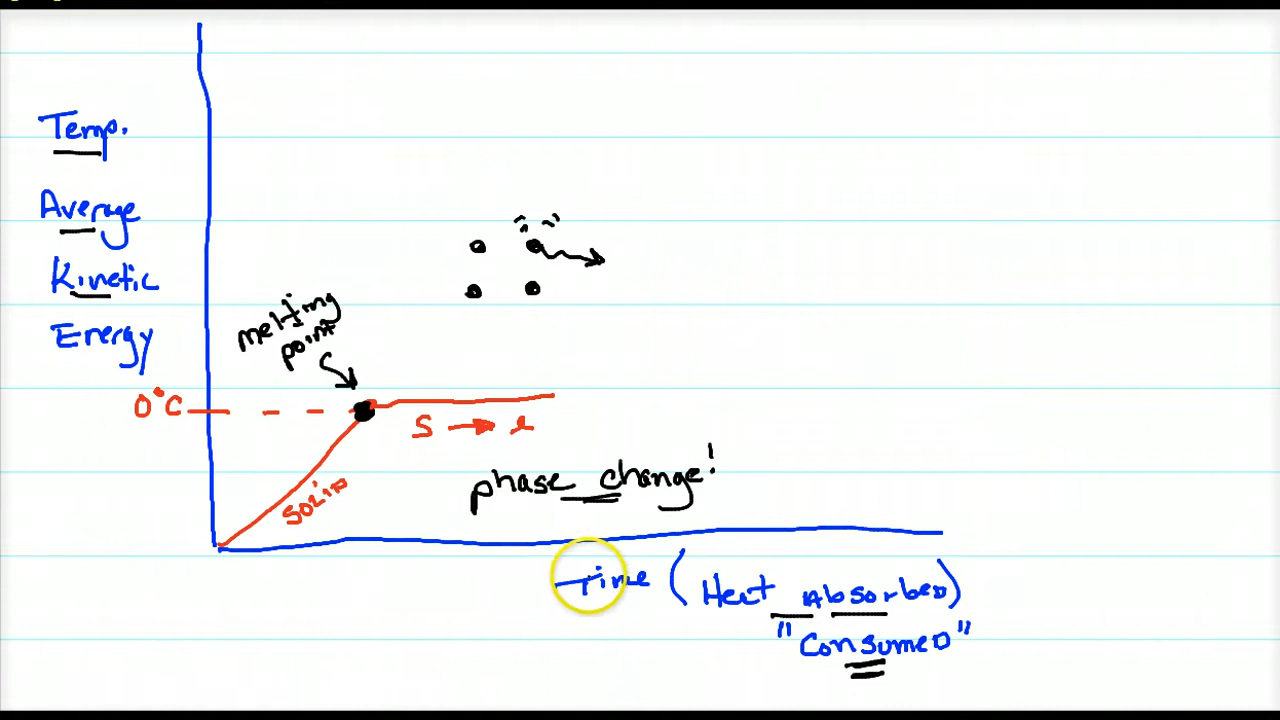 Temp.
Average
Kinetic
Energy
melting
point
0°C
S → l
SOLID
phase change!
Time (Heat Absorbed)
"Consumed"